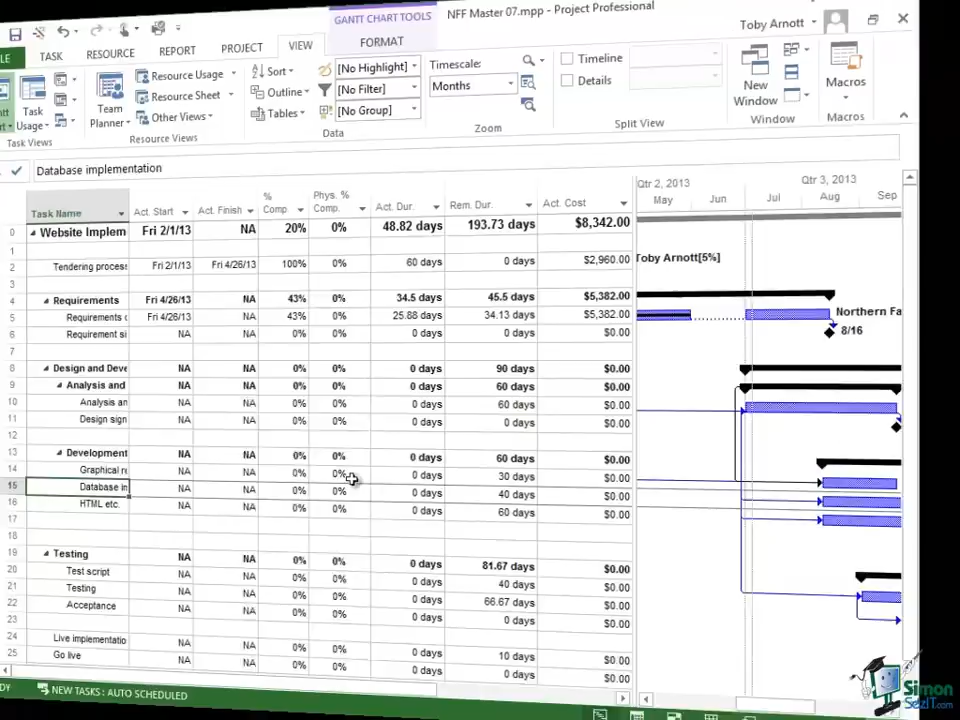 GANTT CHART TOOLS
NFF Master 07.mpp - Project Professional
Toby Arnott
TASK RESOURCE REPORT PROJECT VIEW FORMAT
Task Usage
Team Planner
Resource Usage
Resource Sheet
Other Views
Sort
Outline
Tables
[No Highlight]
[No Filter]
[No Group]
Timescale:
Months
Timeline
Details
New Window
Macros
Task Views Resource Views Data Zoom Split View Window Macros
Database implementation
Task Name Act. Start Act. Finish % Comp. Phys. % Comp. Act. Dur. Rem. Dur. Act. Cost
Qtr 2, 2013 Qtr 3, 2013
May Jun Jul Aug Sep
0 Website Implem Fri 2/1/13 NA 20% 0% 48.82 days 193.73 days $8,342.00
1
2 Tendering process Fri 2/1/13 Fri 4/26/13 100% 0% 60 days 0 days $2,960.00 Toby Arnott[5%]
3
4 Requirements Fri 4/26/13 NA 43% 0% 34.5 days 45.5 days $5,382.00
5 Requirements Fri 4/26/13 NA 43% 0% 25.88 days 34.13 days $5,382.00 Northern Fa
6 Requirement si NA NA 0% 0% 0 days 0 days $0.00 8/16
7
8 Design and Deve NA NA 0% 0% 0 days 90 days $0.00
9 Analysis and NA NA 0% 0% 0 days 60 days $0.00
10 Analysis an NA NA 0% 0% 0 days 60 days $0.00
11 Design sign NA NA 0% 0% 0 days 0 days $0.00
12
13 Development NA NA 0% 0% 0 days 60 days $0.00
14 Graphical re NA NA 0% 0% 0 days 30 days $0.00
15 Database in NA NA 0% 0% 0 days 40 days $0.00
16 HTML etc. NA NA 0% 0% 0 days 60 days $0.00
17
18
19 Testing NA NA 0% 0% 0 days 81.67 days $0.00
20 Test script NA NA 0% 0% 0 days 40 days $0.00
21 Testing NA NA 0% 0% 0 days 66.67 days $0.00
22 Acceptance NA NA 0% 0% 0 days 0 days $0.00
23
24 Live implementatio NA NA 0% 0% 0 days 10 days $0.00
25 Go live NA NA 0% 0% 0 days 0 days $0.00
NEW TASKS : AUTO SCHEDULED
Simon
SezIT.com